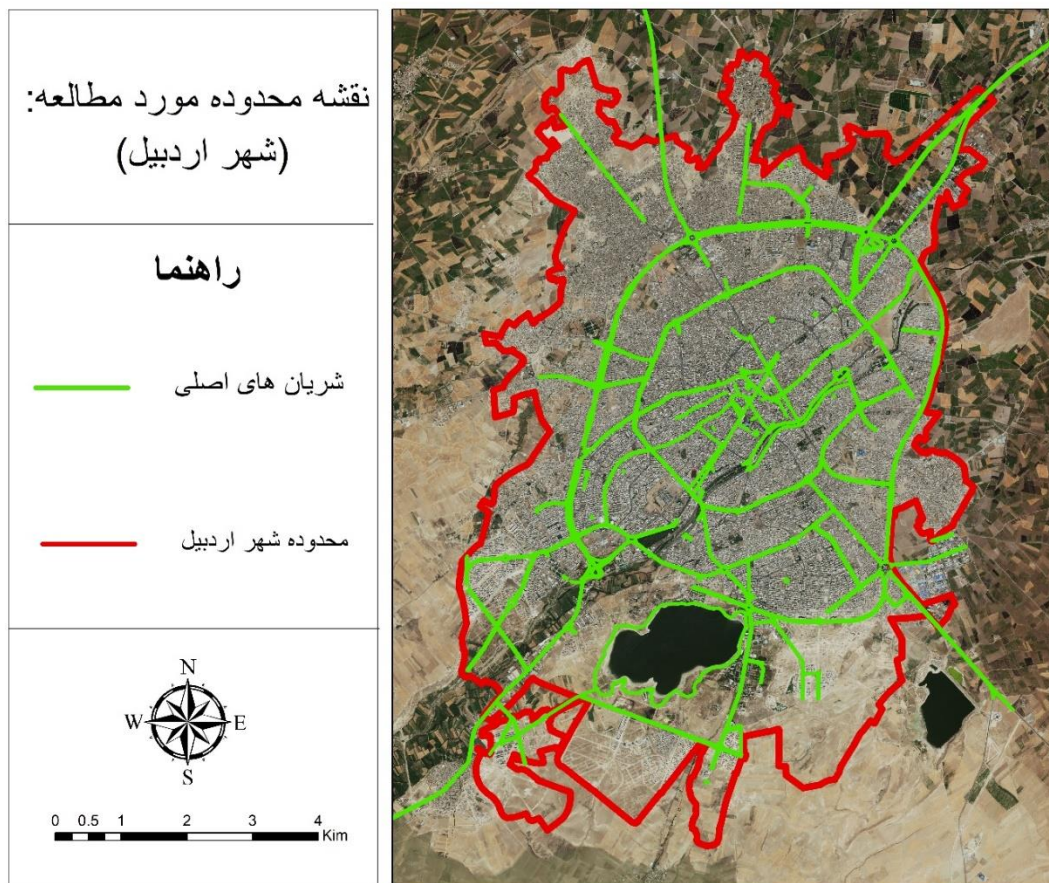 نقشه محدوده مورد مطالعه:
(شهر اردبیل)
راهنما
شریان های اصلی
محدوده شهر اردبیل
N
W E
S
0 0.5 1 2 3 4
Kim